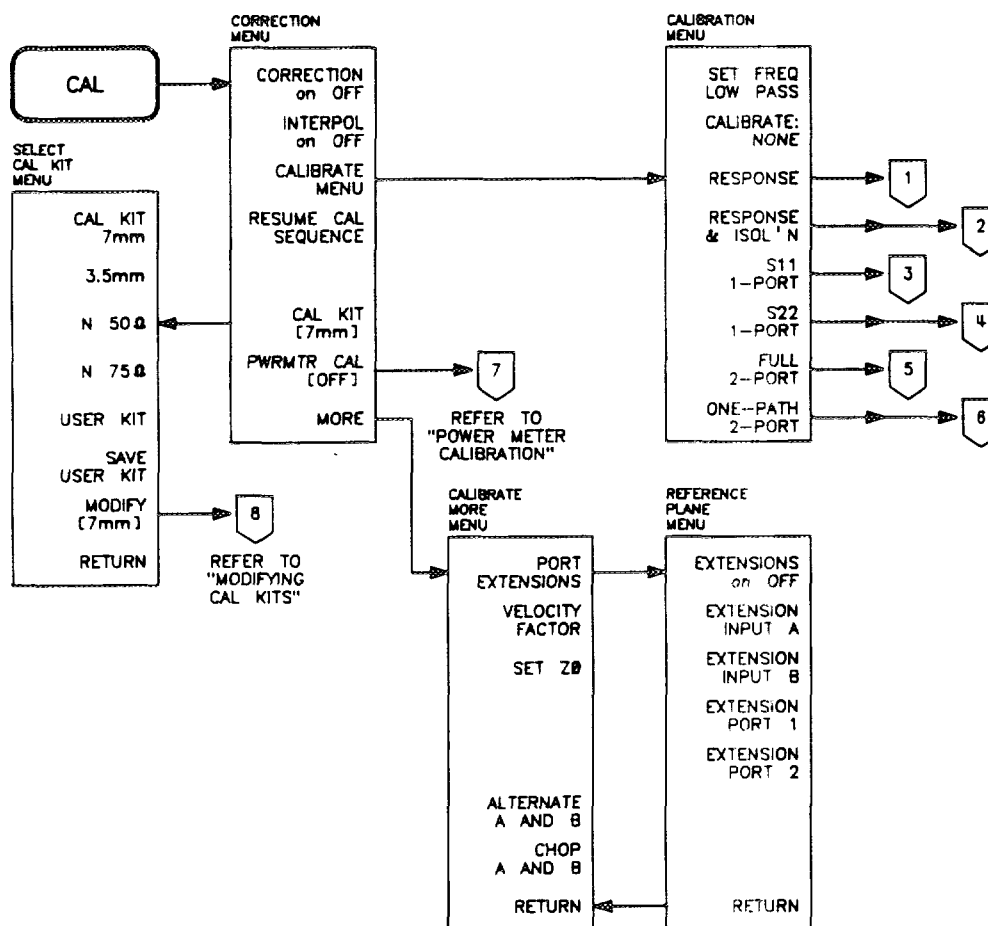 CAL
CORRECTION
MENU
CORRECTION
on OFF
INTERPOL
on OFF
CALIBRATE
MENU
RESUME CAL
SEQUENCE
CAL KIT
[7mm]
PWRMTR CAL
[OFF]
MORE
SELECT
CAL KIT
MENU
CAL KIT
7mm
3.5mm
N 50Ω
N 75Ω
USER KIT
SAVE
USER KIT
MODIFY
[7mm]
RETURN
8
REFER TO
"MODIFYING
CAL KITS"
7
REFER TO
"POWER METER
CALIBRATION"
CALIBRATION
MENU
SET FREQ
LOW PASS
CALIBRATE:
NONE
RESPONSE
1
RESPONSE
& ISOL'N
2
S11
1-PORT
3
S22
1-PORT
4
FULL
2-PORT
5
ONE-PATH
2-PORT
6
CALIBRATE
MORE
MENU
PORT
EXTENSIONS
VELOCITY
FACTOR
SET Z0
ALTERNATE
A AND B
CHOP
A AND B
RETURN
REFERENCE
PLANE
MENU
EXTENSIONS
on OFF
EXTENSION
INPUT A
EXTENSION
INPUT B
EXTENSION
PORT 1
EXTENSION
PORT 2
RETURN